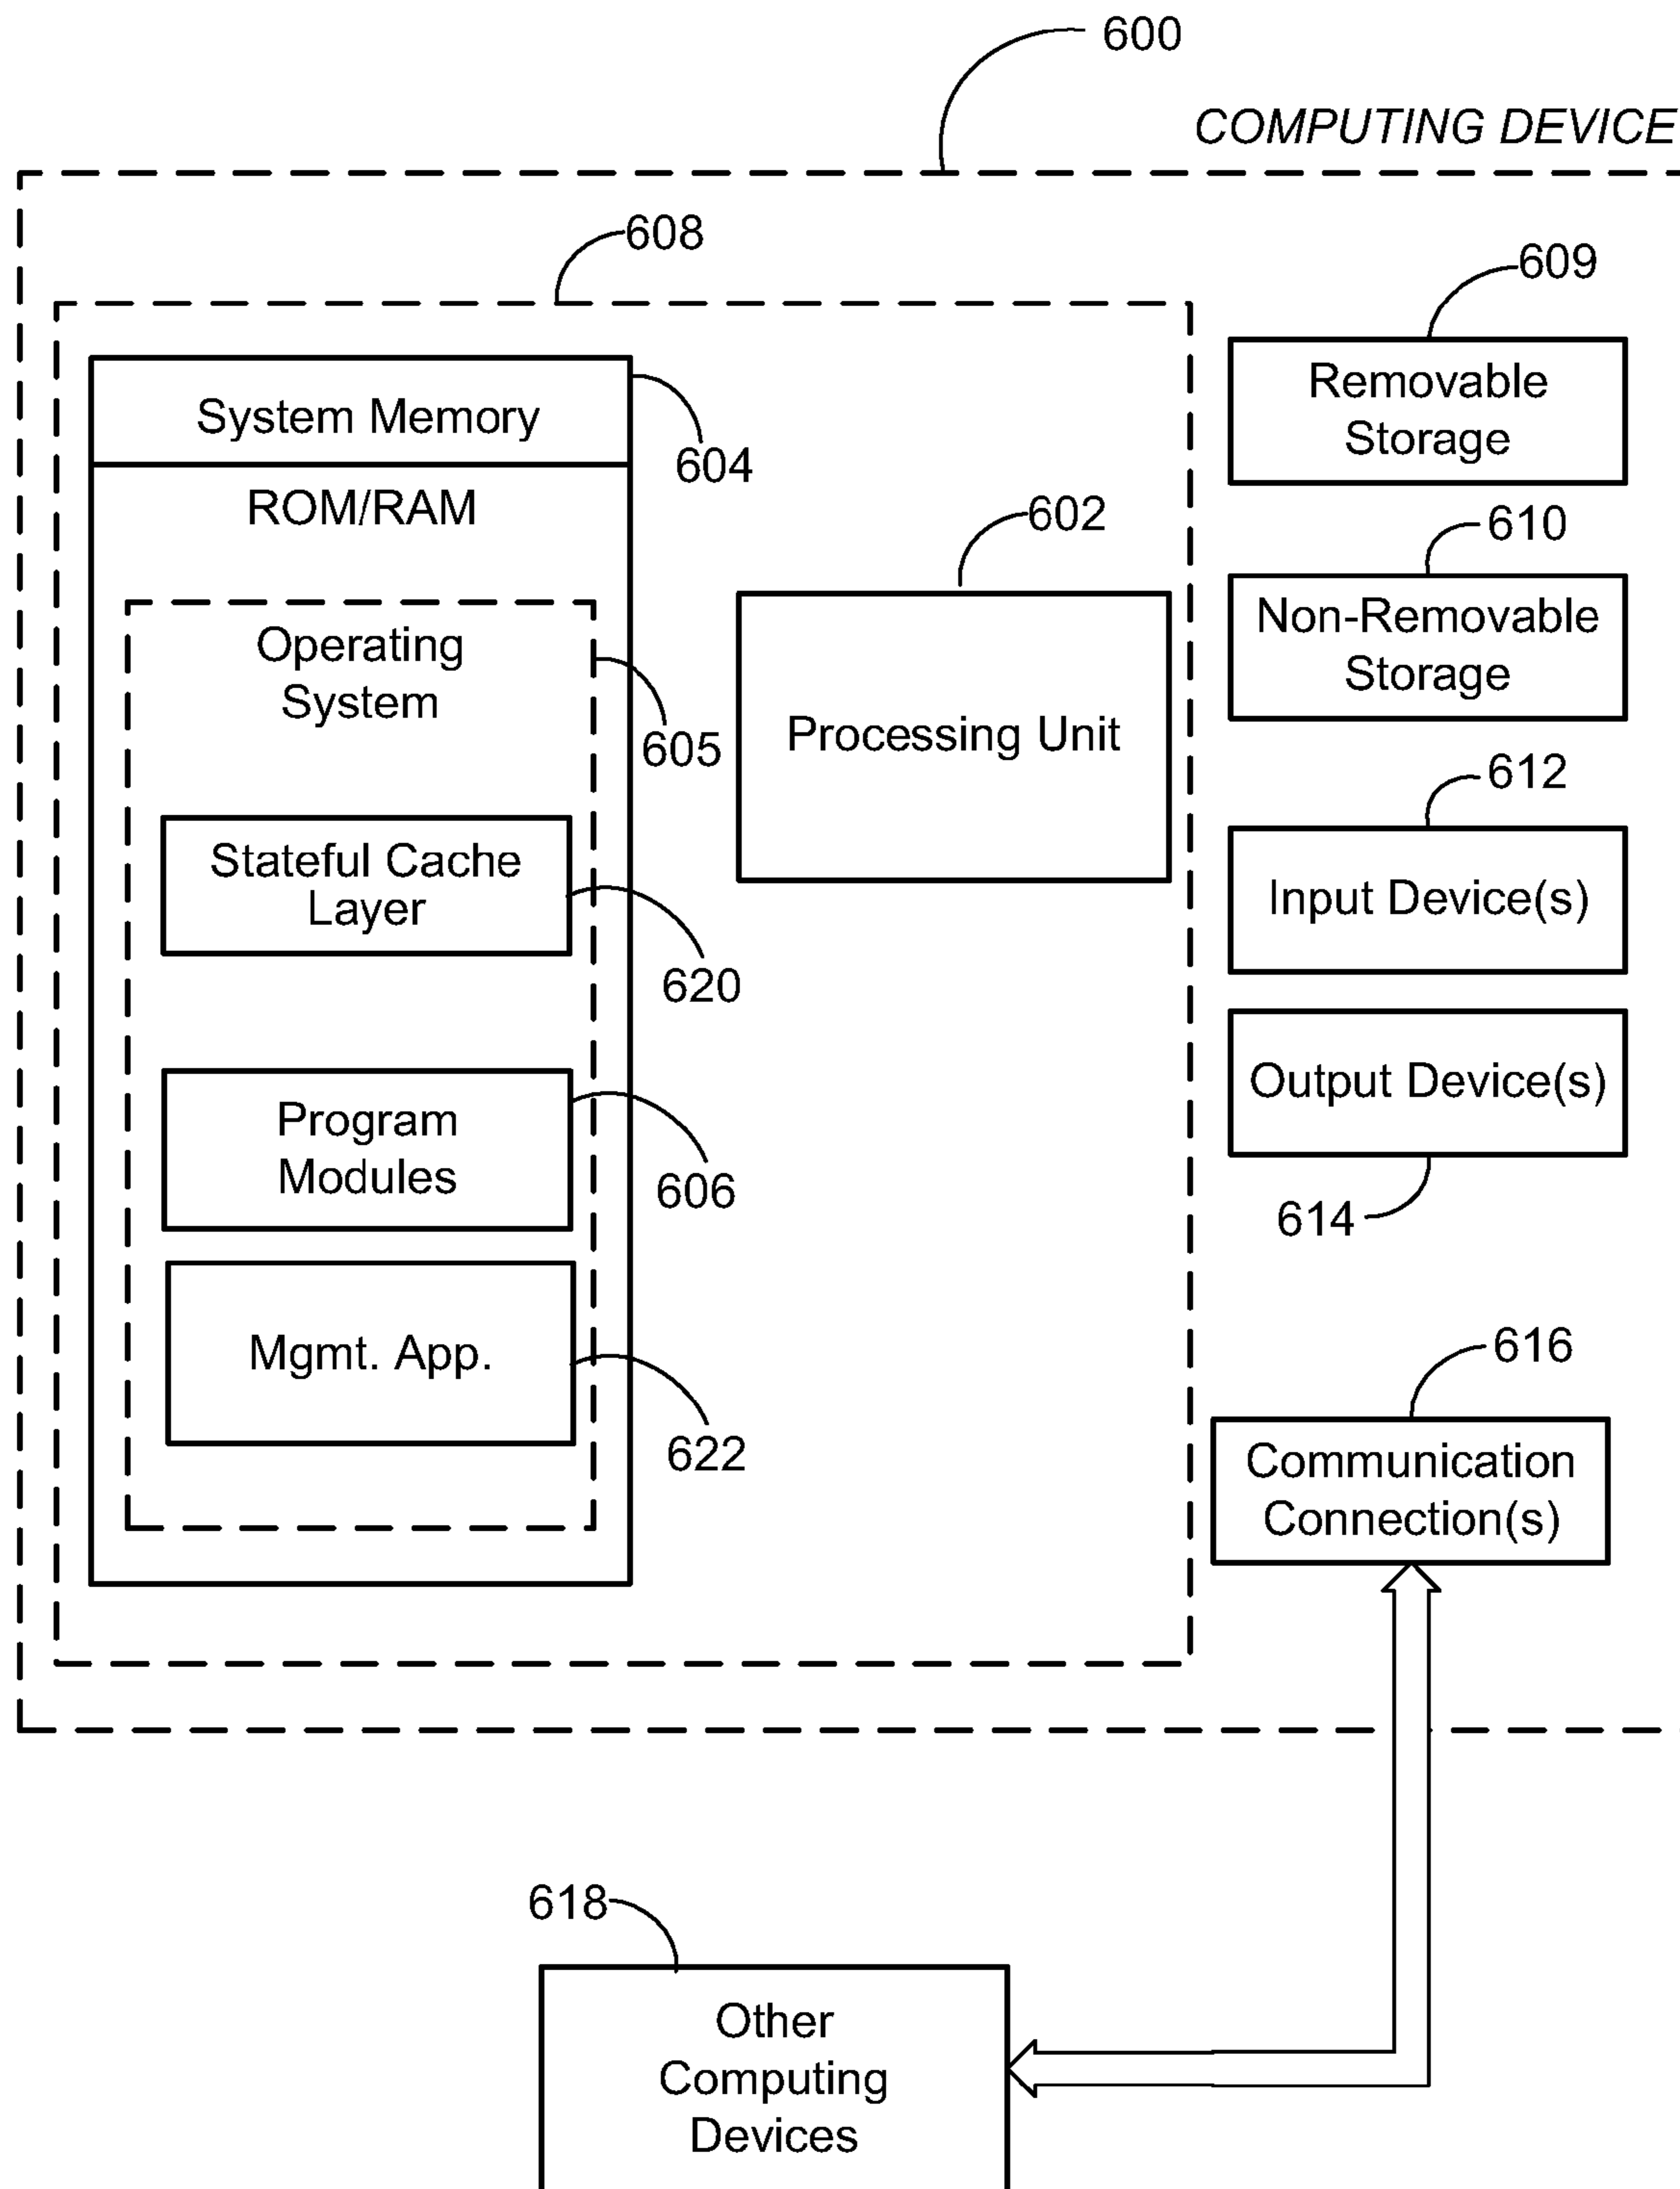 600
COMPUTING DEVICE
608
609
Removable
Storage
System Memory
604
ROM/RAM
602
610
Non-Removable
Storage
Operating
System
605
Processing Unit
612
Input Device(s)
Stateful Cache
Layer
620
Output Device(s)
614
Program
Modules
606
Mgmt. App.
622
616
Communication
Connection(s)
618
Other
Computing
Devices